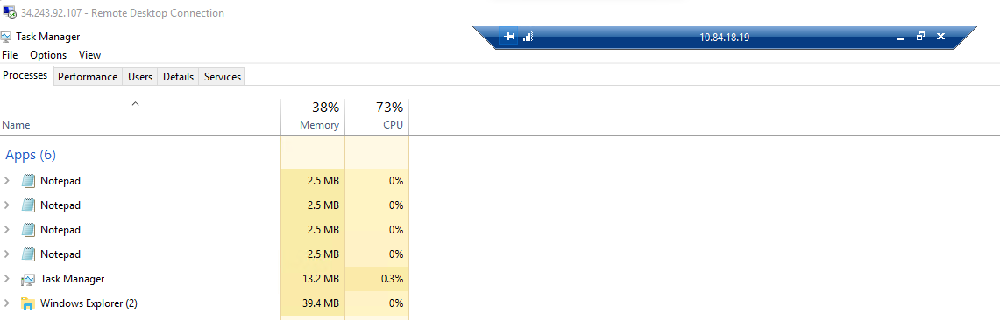 34.243.92.107 - Remote Desktop Connection
Task Manager
10.84.18.19
File Options View
Processes Performance Users Details Services
38% 73%
Name Memory CPU
Apps (6)
Notepad 2.5 MB 0%
Notepad 2.5 MB 0%
Notepad 2.5 MB 0%
Notepad 2.5 MB 0%
Task Manager 13.2 MB 0.3%
Windows Explorer (2) 39.4 MB 0%